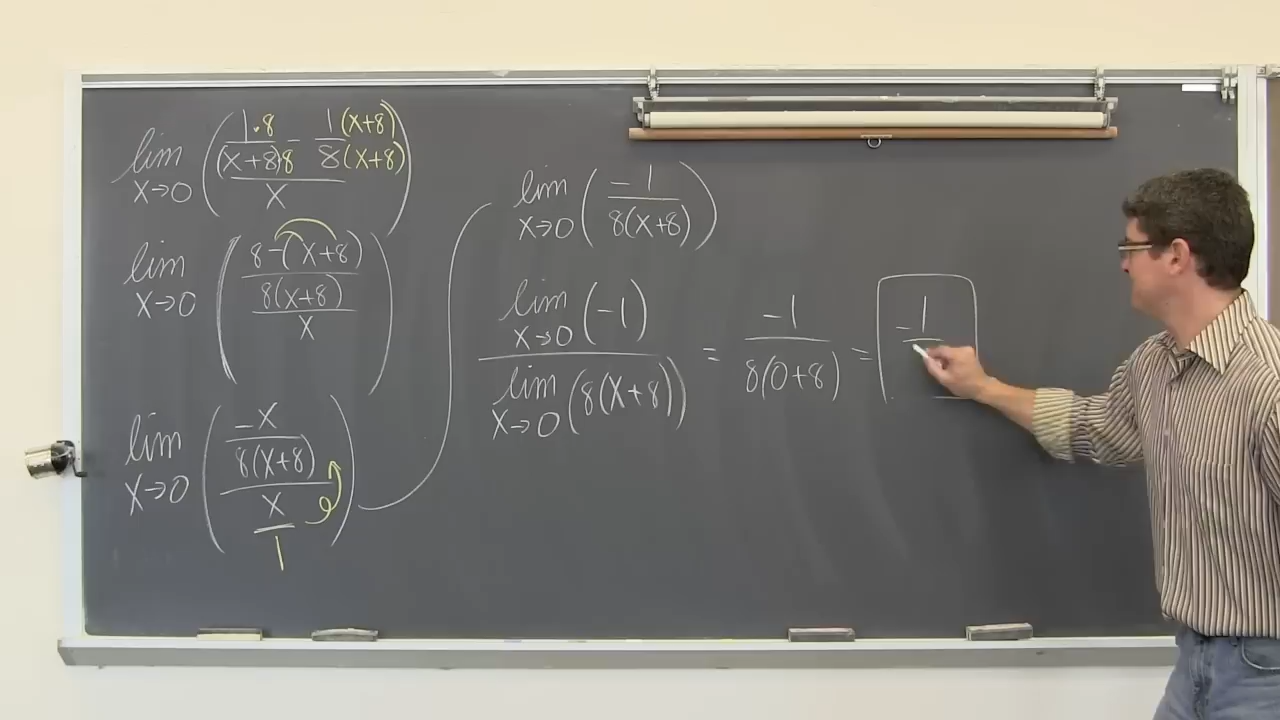 lim x→0 ( (1·8/(x+8)8 - 1(x+8)/8(x+8)) / x )
lim x→0 ( (8-(x+8)/8(x+8)) / x )
lim x→0 ( (-x/8(x+8)) / (x/1) )
lim x→0 ( -1/8(x+8) )
lim x→0 (-1) / lim x→0 (8(x+8)) = -1/8(0+8) = -1/